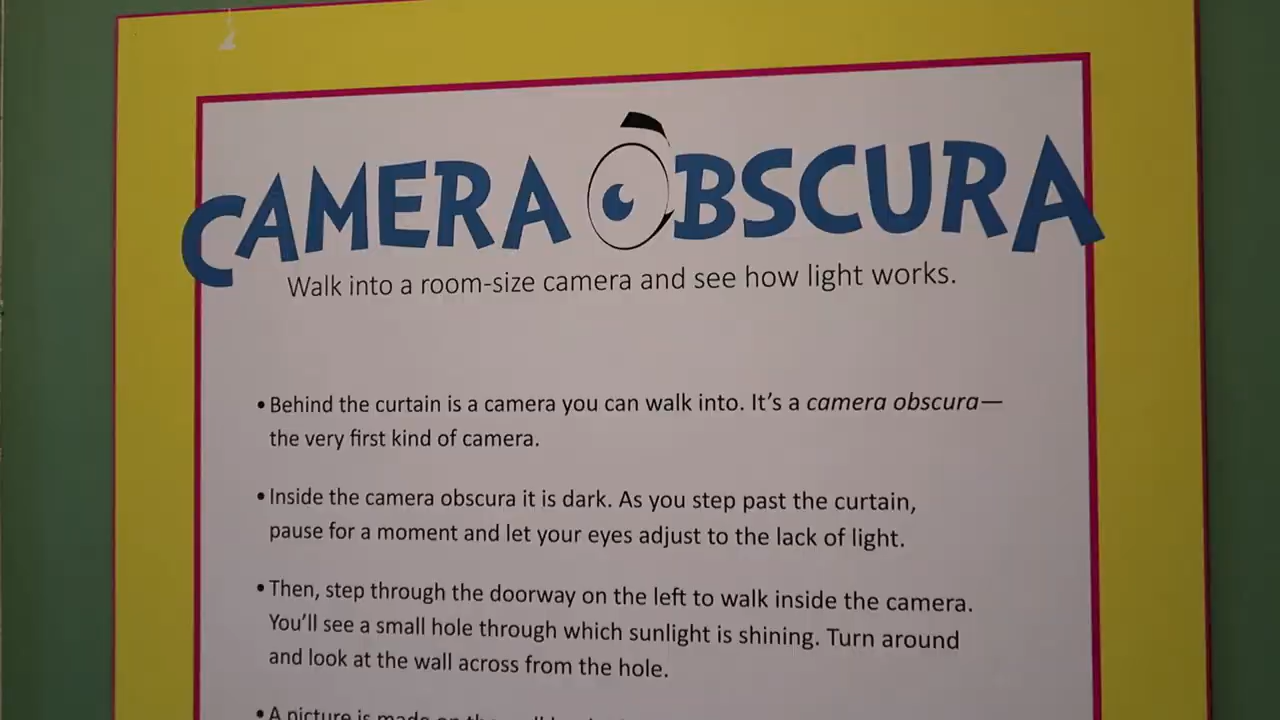 CAMERA OBSCURA
Walk into a room-size camera and see how light works.
• Behind the curtain is a camera you can walk into. It's a camera obscura—
the very first kind of camera.
• Inside the camera obscura it is dark. As you step past the curtain,
pause for a moment and let your eyes adjust to the lack of light.
• Then, step through the doorway on the left to walk inside the camera.
You'll see a small hole through which sunlight is shining. Turn around
and look at the wall across from the hole.
• A picture is made on the wall